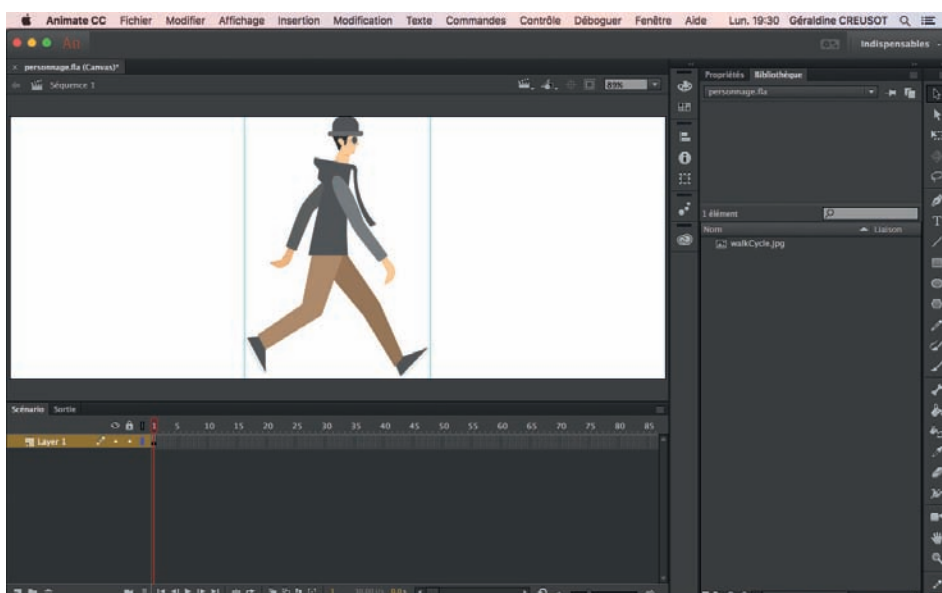 Animate CC Fichier Modifier Affichage Insertion Modification Texte Commandes Contrôle Déboguer Fenêtre Aide Lun. 19:30 Géraldine CREUSOT
An Indispensables
× personnage.fla (Canvas)*
Séquence 1 89%
Propriétés Bibliothèque
personnage.fla
1 élément
Nom Liaison
walkCycle.jpg
Scénario Sortie
1 5 10 15 20 25 30 35 40 45 50 55 60 65 70 75 80 85
Layer 1